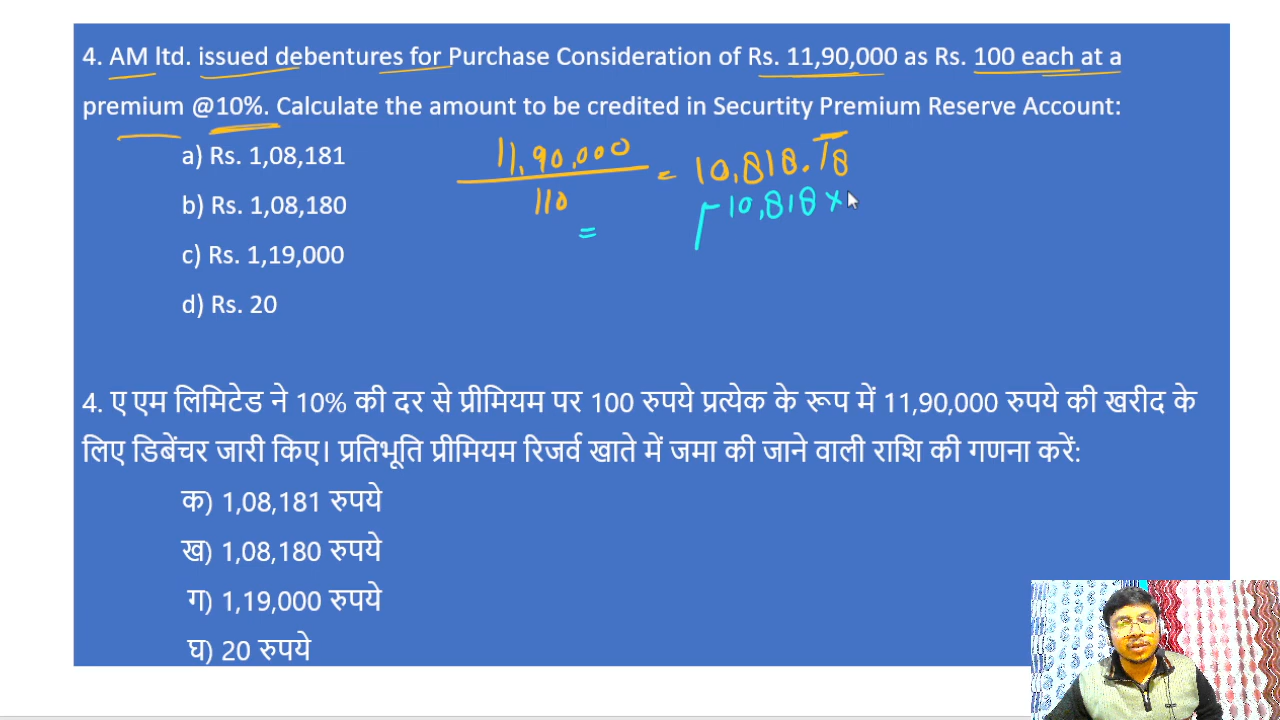 4. AM ltd. issued debentures for Purchase Consideration of Rs. 11,90,000 as Rs. 100 each at a
premium @10%. Calculate the amount to be credited in Securtity Premium Reserve Account:
a) Rs. 1,08,181
b) Rs. 1,08,180
c) Rs. 1,19,000
d) Rs. 20
11,90,000
110
= 10,818.18
= 10,818 ×
4. ए एम लिमिटेड ने 10% की दर से प्रीमियम पर 100 रुपये प्रत्येक के रूप में 11,90,000 रुपये की खरीद के
लिए डिबेंचर जारी किए। प्रतिभूति प्रीमियम रिजर्व खाते में जमा की जाने वाली राशि की गणना करें:
क) 1,08,181 रुपये
ख) 1,08,180 रुपये
ग) 1,19,000 रुपये
घ) 20 रुपये